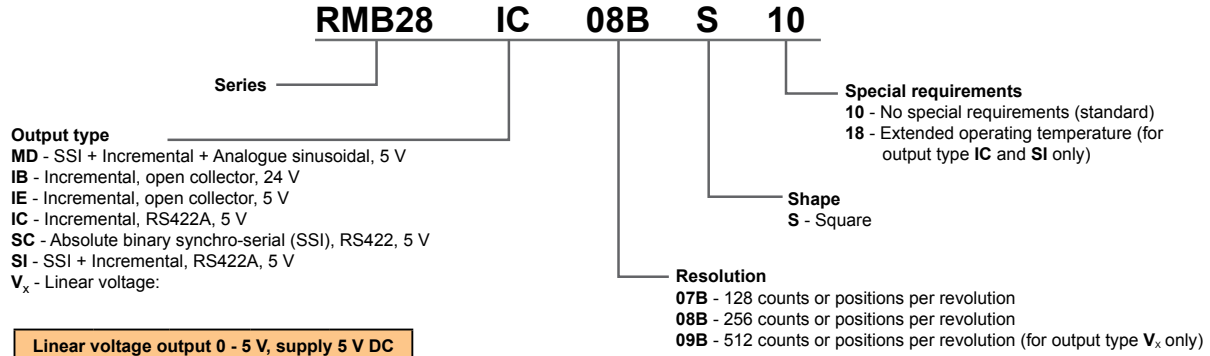 RMB28 IC 08B S 10
Series
Output type
MD - SSI + Incremental + Analogue sinusoidal, 5 V
IB - Incremental, open collector, 24 V
IE - Incremental, open collector, 5 V
IC - Incremental, RS422A, 5 V
SC - Absolute binary synchro-serial (SSI), RS422, 5 V
SI - SSI + Incremental, RS422A, 5 V
Vx - Linear voltage:
Linear voltage output 0 - 5 V, supply 5 V DC
Special requirements
10 - No special requirements (standard)
18 - Extended operating temperature (for
output type IC and SI only)
Shape
S - Square
Resolution
07B - 128 counts or positions per revolution
08B - 256 counts or positions per revolution
09B - 512 counts or positions per revolution (for output type Vx only)